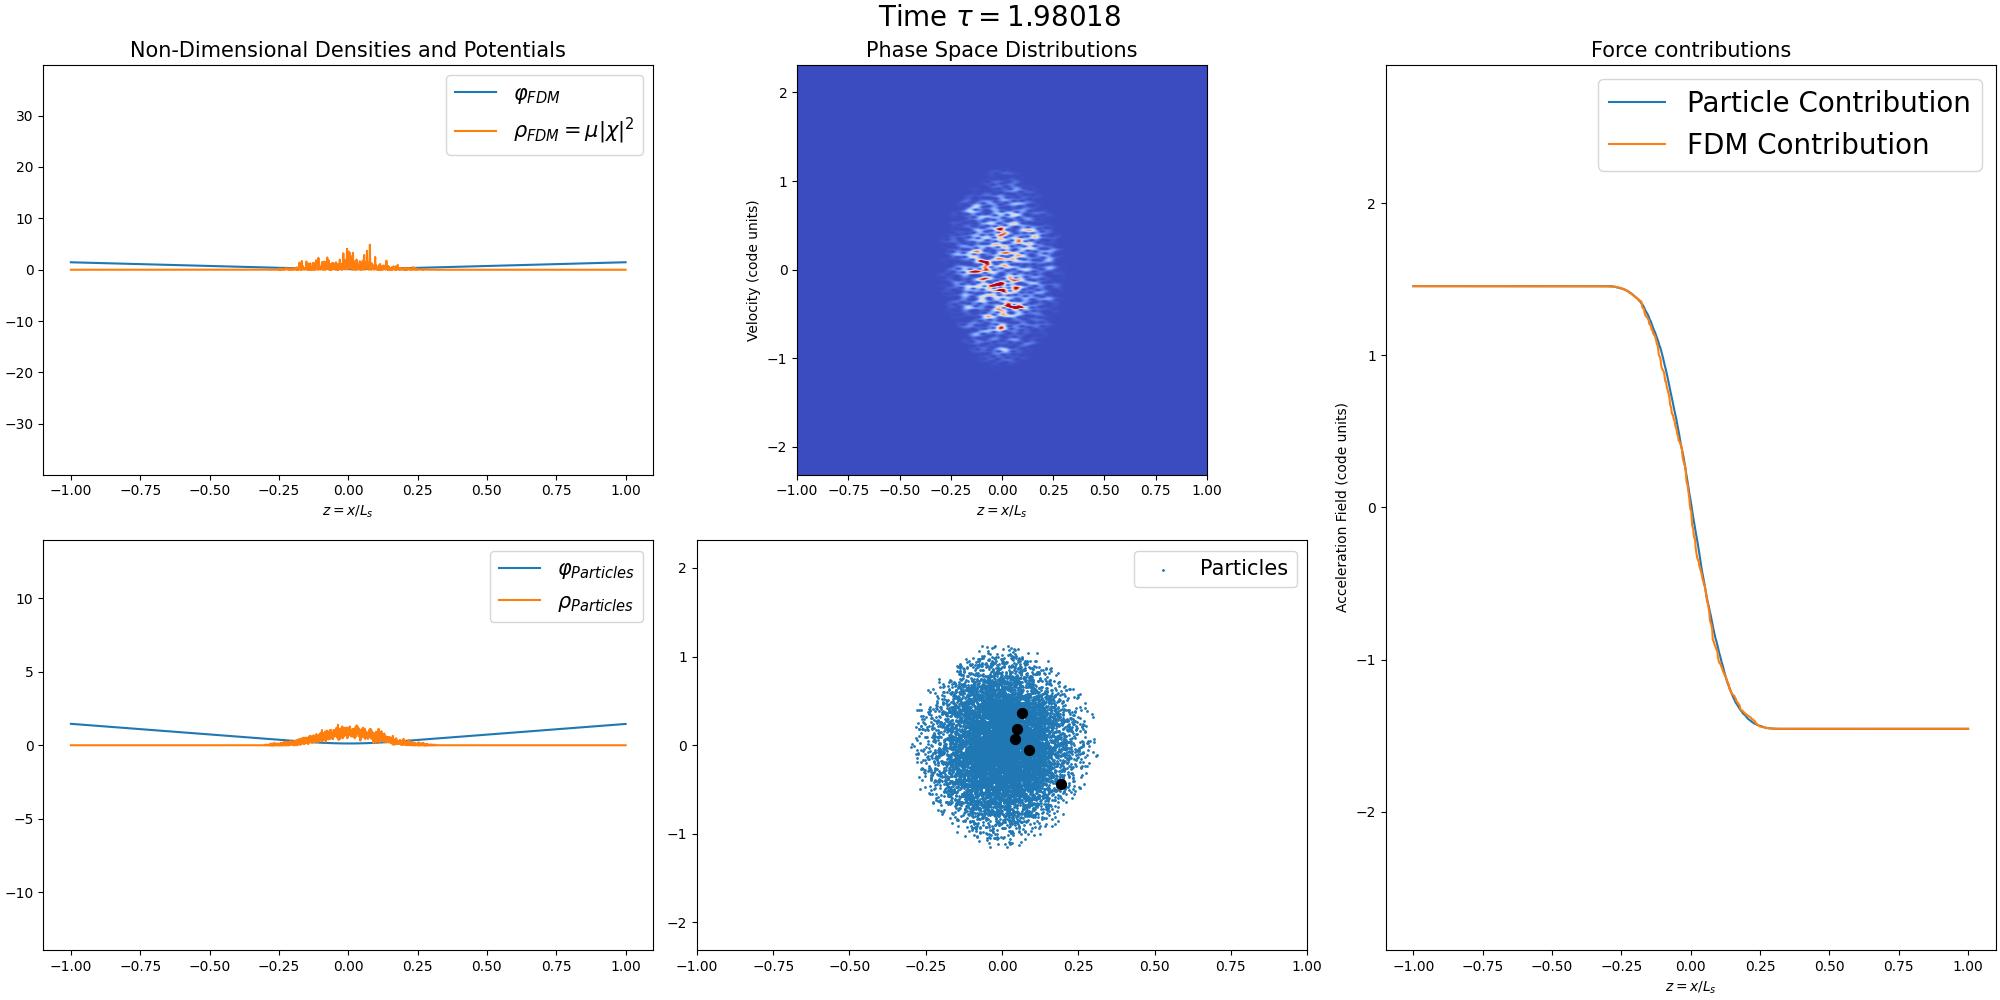 Time τ = 1.98018
Non-Dimensional Densities and Potentials
φ_FDM
ρ_FDM = μ|χ|²
30
20
10
0
−10
−20
−30
−1.00 −0.75 −0.50 −0.25 0.00 0.25 0.50 0.75 1.00
z = x/L_s
Phase Space Distributions
Velocity (code units)
2
1
0
−1
−2
−1.00 −0.75 −0.50 −0.25 0.00 0.25 0.50 0.75 1.00
z = x/L_s
Force contributions
Particle Contribution
FDM Contribution
Acceleration Field (code units)
2
1
0
−1
−2
−1.00 −0.75 −0.50 −0.25 0.00 0.25 0.50 0.75 1.00
z = x/L_s
φ_Particles
ρ_Particles
10
5
0
−5
−10
−1.00 −0.75 −0.50 −0.25 0.00 0.25 0.50 0.75 1.00
Particles
2
1
0
−1
−2
−1.00 −0.75 −0.50 −0.25 0.00 0.25 0.50 0.75 1.00